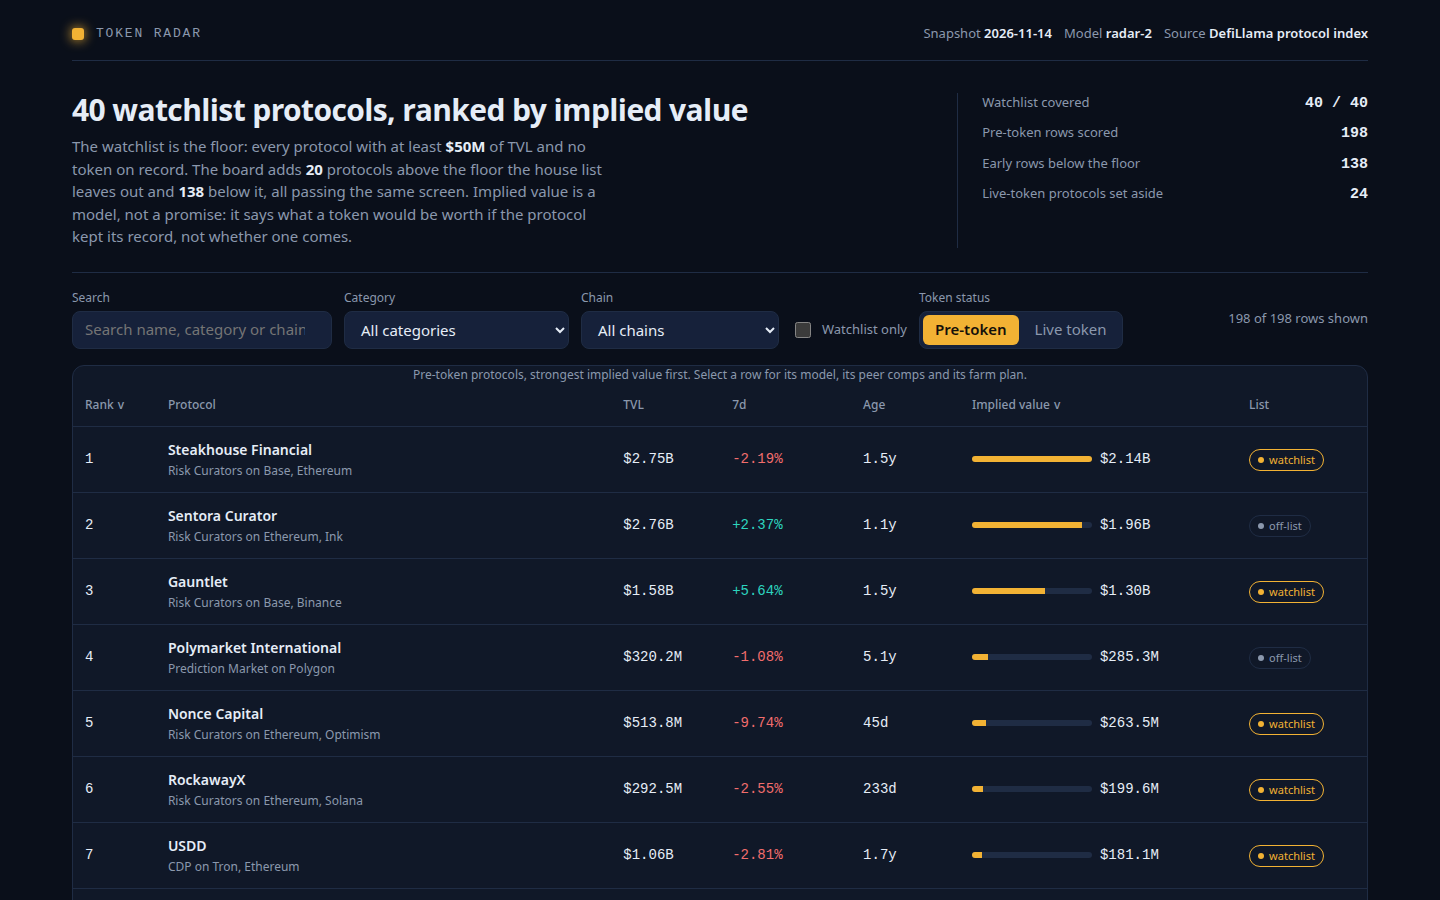 TOKEN RADAR
Snapshot 2026-11-14 Model radar-2 Source DefiLlama protocol index
40 watchlist protocols, ranked by implied value
The watchlist is the floor: every protocol with at least $50M of TVL and no
token on record. The board adds 20 protocols above the floor the house list
leaves out and 138 below it, all passing the same screen. Implied value is a
model, not a promise: it says what a token would be worth if the protocol
kept its record, not whether one comes.
Watchlist covered 40 / 40
Pre-token rows scored 198
Early rows below the floor 138
Live-token protocols set aside 24
Search Category Chain Token status
Search name, category or chain All categories All chains Watchlist only Pre-token Live token 198 of 198 rows shown
Pre-token protocols, strongest implied value first. Select a row for its model, its peer comps and its farm plan.
Rank v Protocol TVL 7d Age Implied value v List
1 Steakhouse Financial $2.75B -2.19% 1.5y $2.14B watchlist
Risk Curators on Base, Ethereum
2 Sentora Curator $2.76B +2.37% 1.1y $1.96B off-list
Risk Curators on Ethereum, Ink
3 Gauntlet $1.58B +5.64% 1.5y $1.30B watchlist
Risk Curators on Base, Binance
4 Polymarket International $320.2M -1.08% 5.1y $285.3M off-list
Prediction Market on Polygon
5 Nonce Capital $513.8M -9.74% 45d $263.5M watchlist
Risk Curators on Ethereum, Optimism
6 RockawayX $292.5M -2.55% 233d $199.6M watchlist
Risk Curators on Ethereum, Solana
7 USDD $1.06B -2.81% 1.7y $181.1M watchlist
CDP on Tron, Ethereum